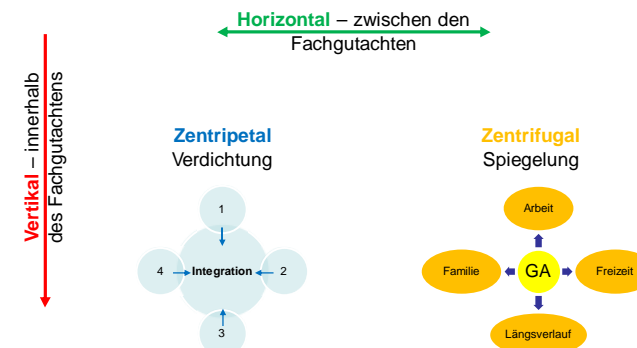 Horizontal – zwischen den
Fachgutachten
Vertikal – innerhalb
des Fachgutachtens
Zentripetal
Verdichtung
Zentrifugal
Spiegelung
1
4
Integration
2
3
Arbeit
Familie
GA
Freizeit
Längsverlauf